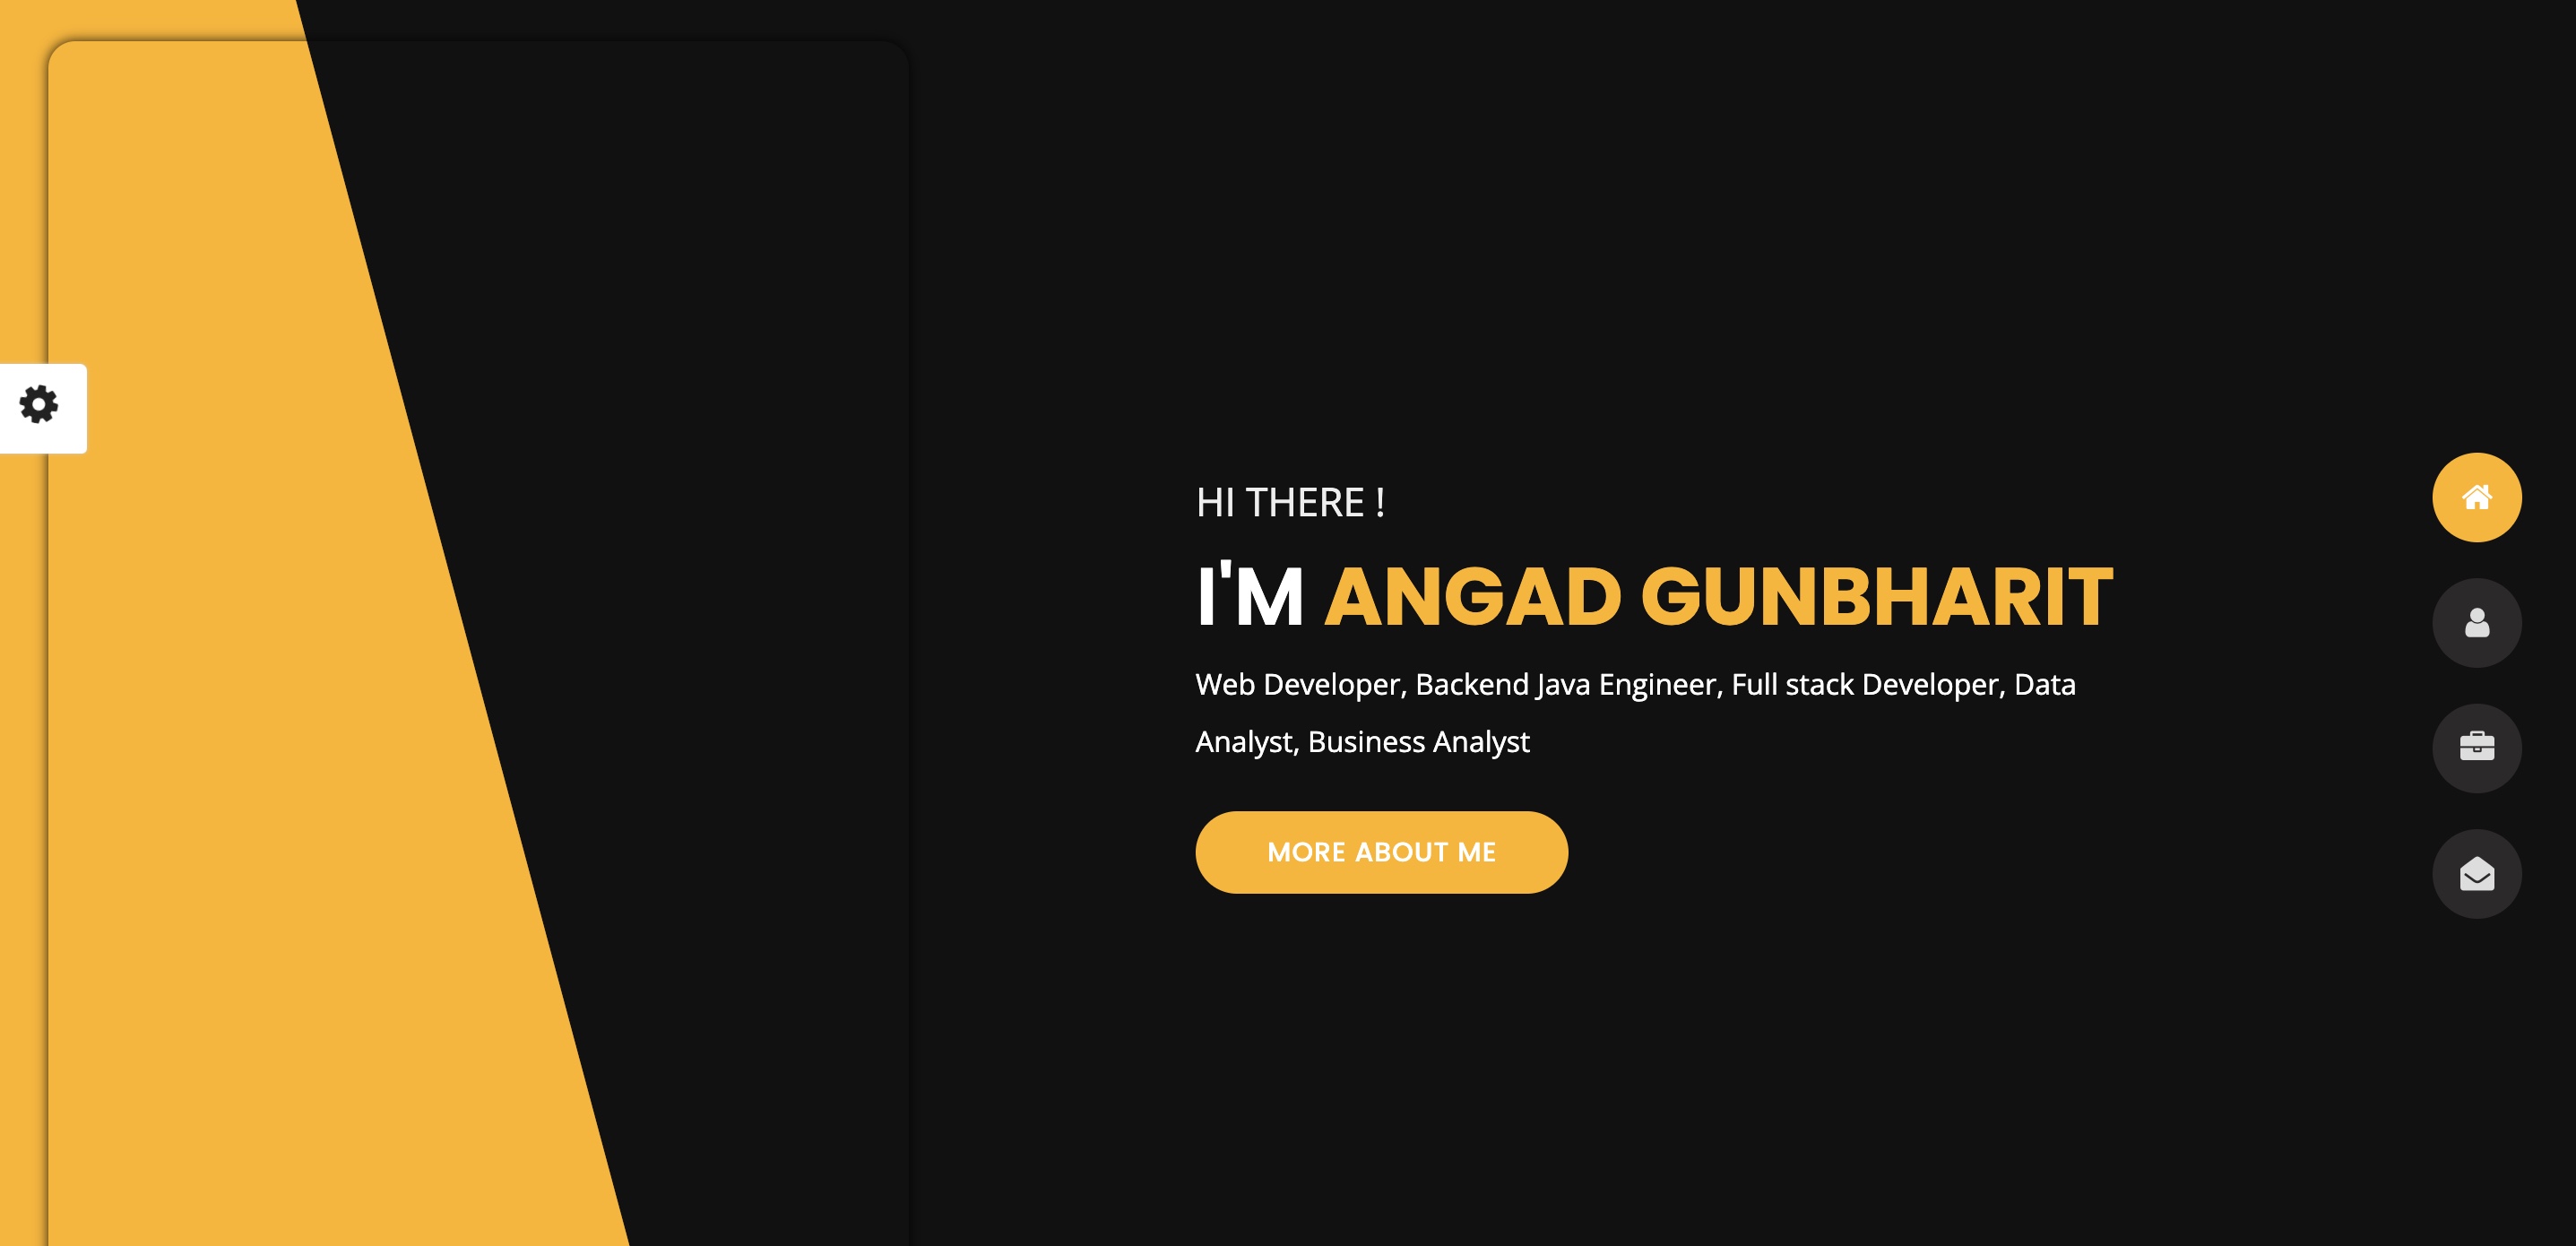 HI THERE !
I'M ANGAD GUNBHARIT
Web Developer, Backend Java Engineer, Full stack Developer, Data
Analyst, Business Analyst
MORE ABOUT ME